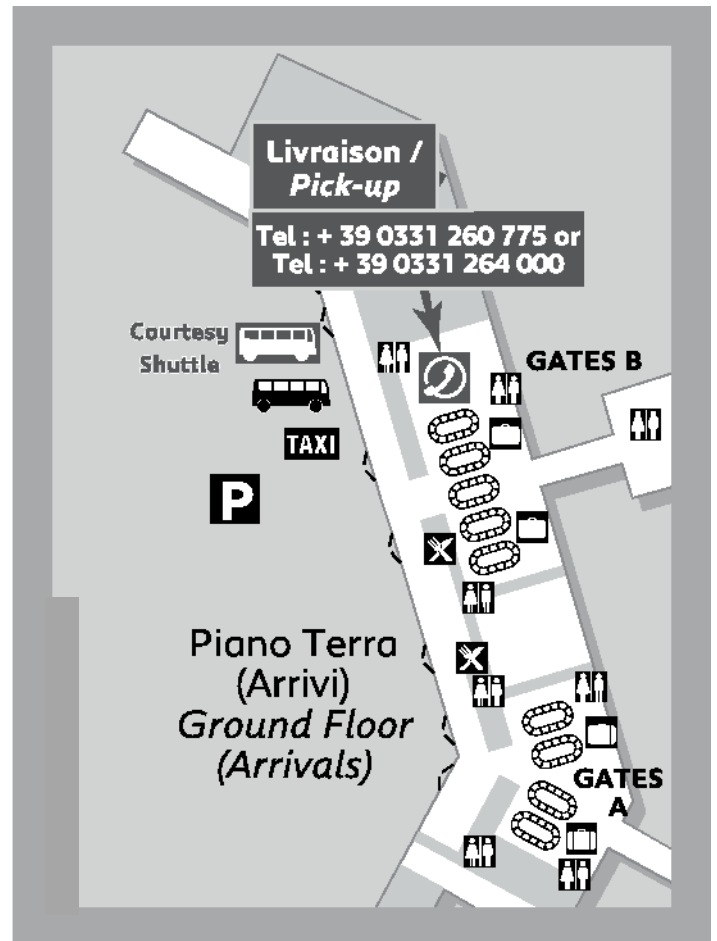 Livraison /
Pick-up
Tel : + 39 0331 260 775 or
Tel : + 39 0331 264 000
Courtesy
Shuttle
GATES B
TAXI
P
Piano Terra
(Arrivi)
Ground Floor
(Arrivals)
GATES
A